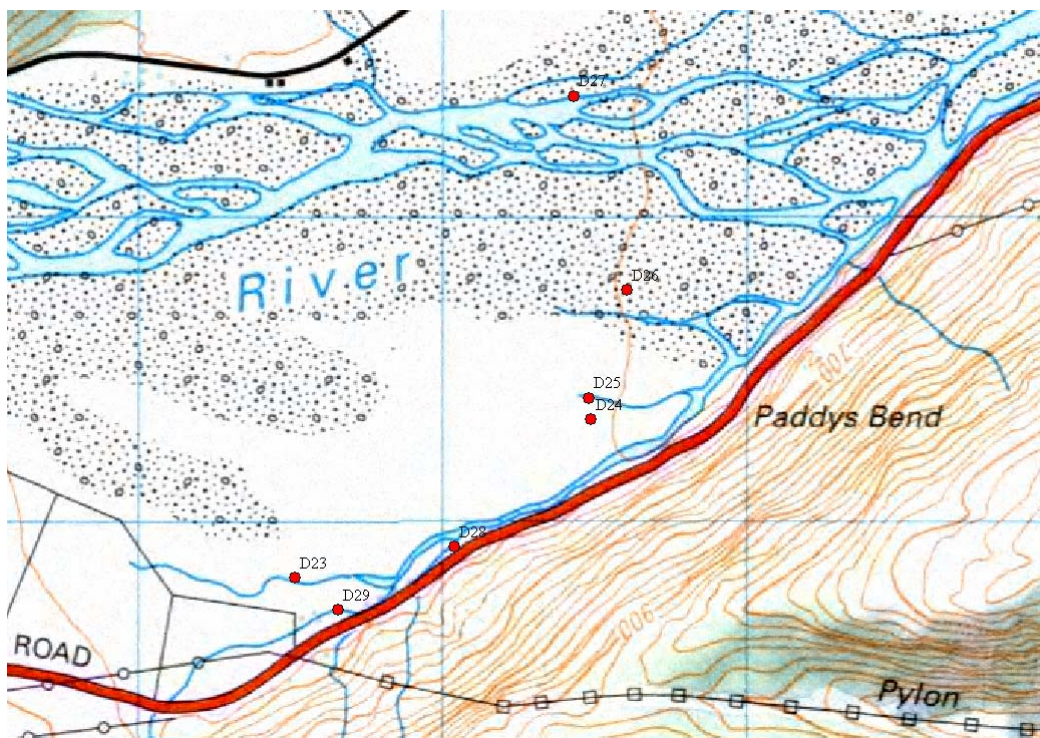 D27
River
D26
D25
D24
700
Paddys Bend
D28
D23
D29
900
ROAD
Pylon